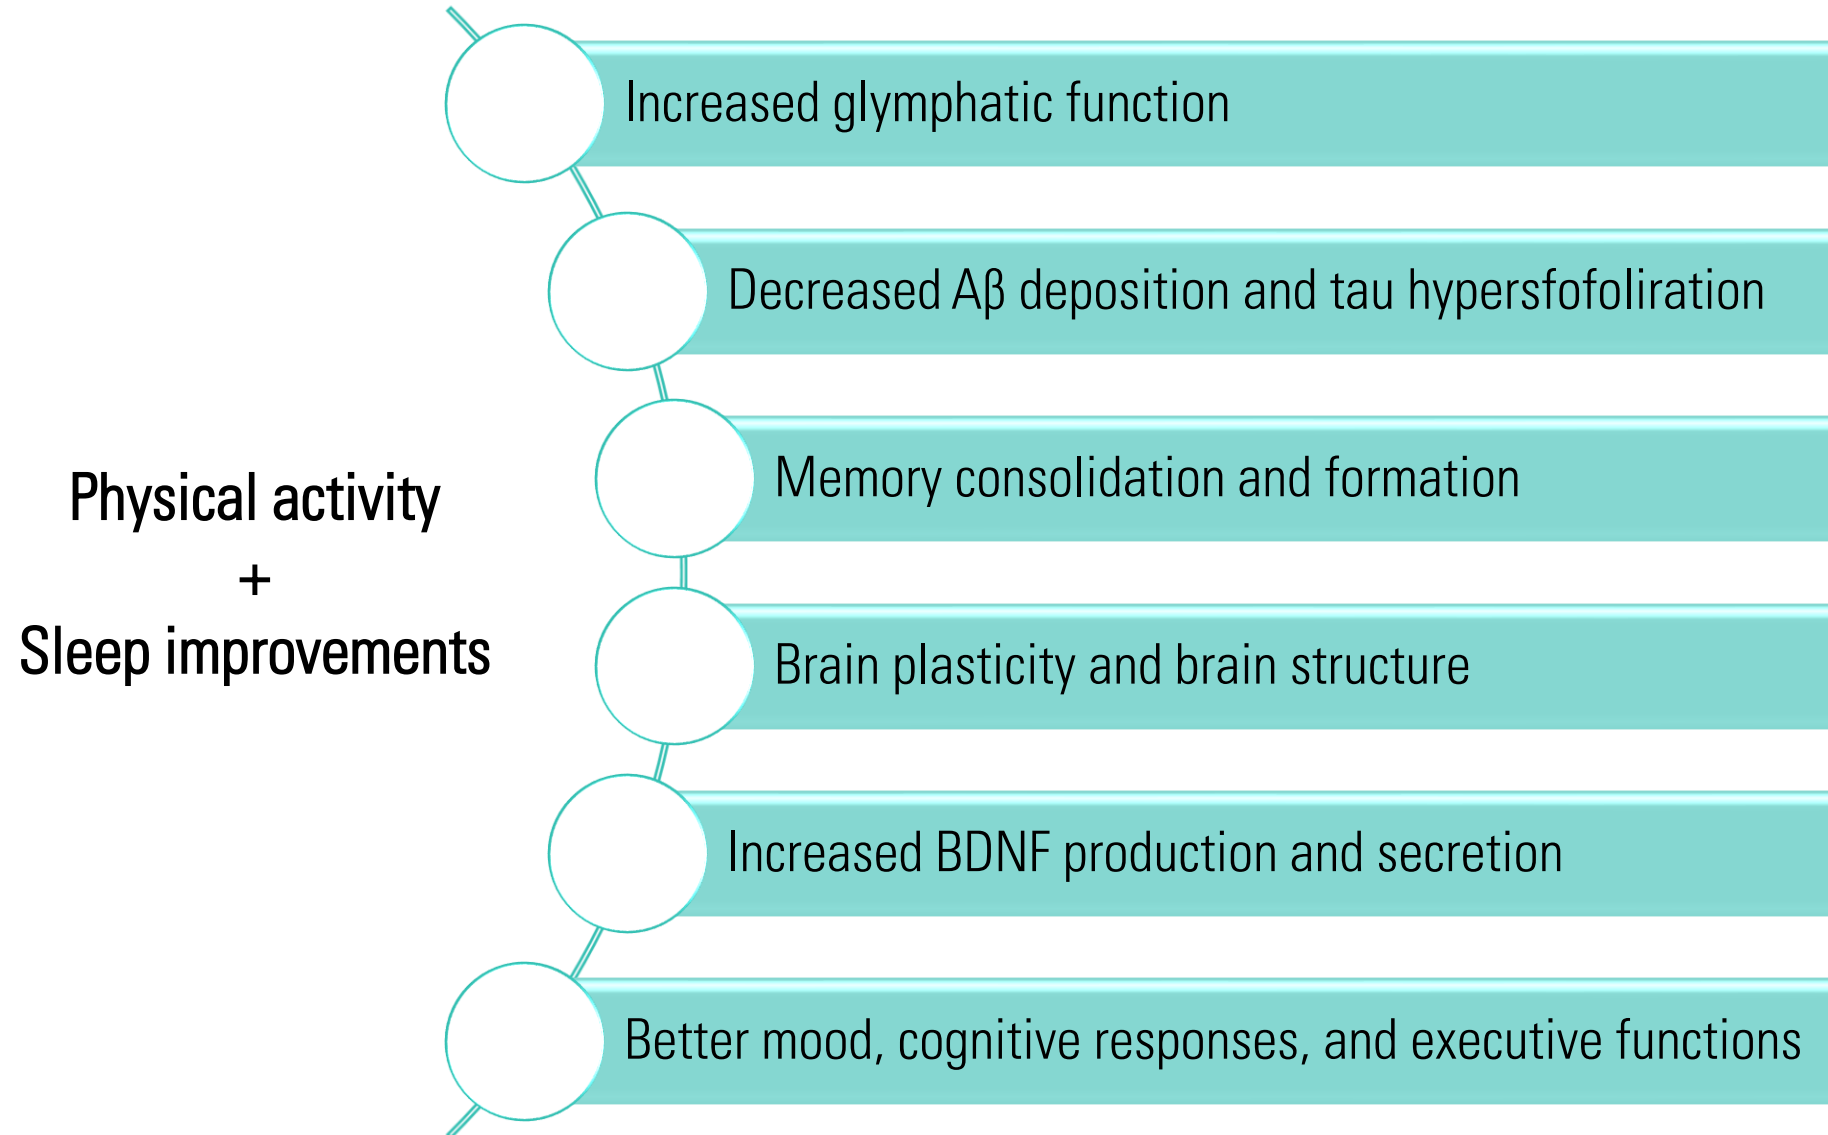 Increased glymphatic function
Decreased Aβ deposition and tau hypersfofoliration
Memory consolidation and formation
Physical activity
+
Sleep improvements
Brain plasticity and brain structure
Increased BDNF production and secretion
Better mood, cognitive responses, and executive functions